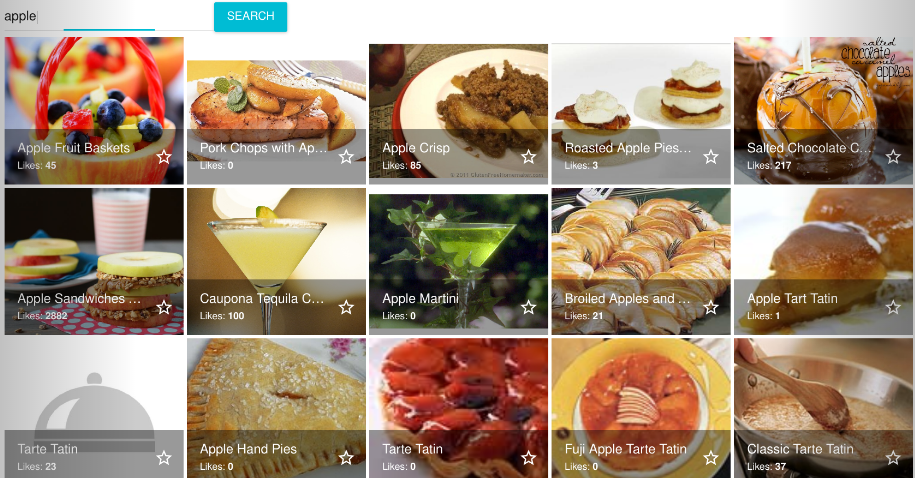 apple
SEARCH
salted
chocolate
caramel
apples
Apple Fruit Baskets
Likes: 45
Pork Chops with Ap...
Likes: 0
Apple Crisp
Likes: 85
Roasted Apple Pies...
Likes: 3
Salted Chocolate C...
Likes: 217
Apple Sandwiches ...
Likes: 2882
Caupona Tequila C...
Likes: 100
Apple Martini
Likes: 0
Broiled Apples and ...
Likes: 21
Apple Tart Tatin
Likes: 1
Tarte Tatin
Likes: 23
Apple Hand Pies
Likes: 0
Tarte Tatin
Likes: 0
Fuji Apple Tarte Tatin
Likes: 0
Classic Tarte Tatin
Likes: 37